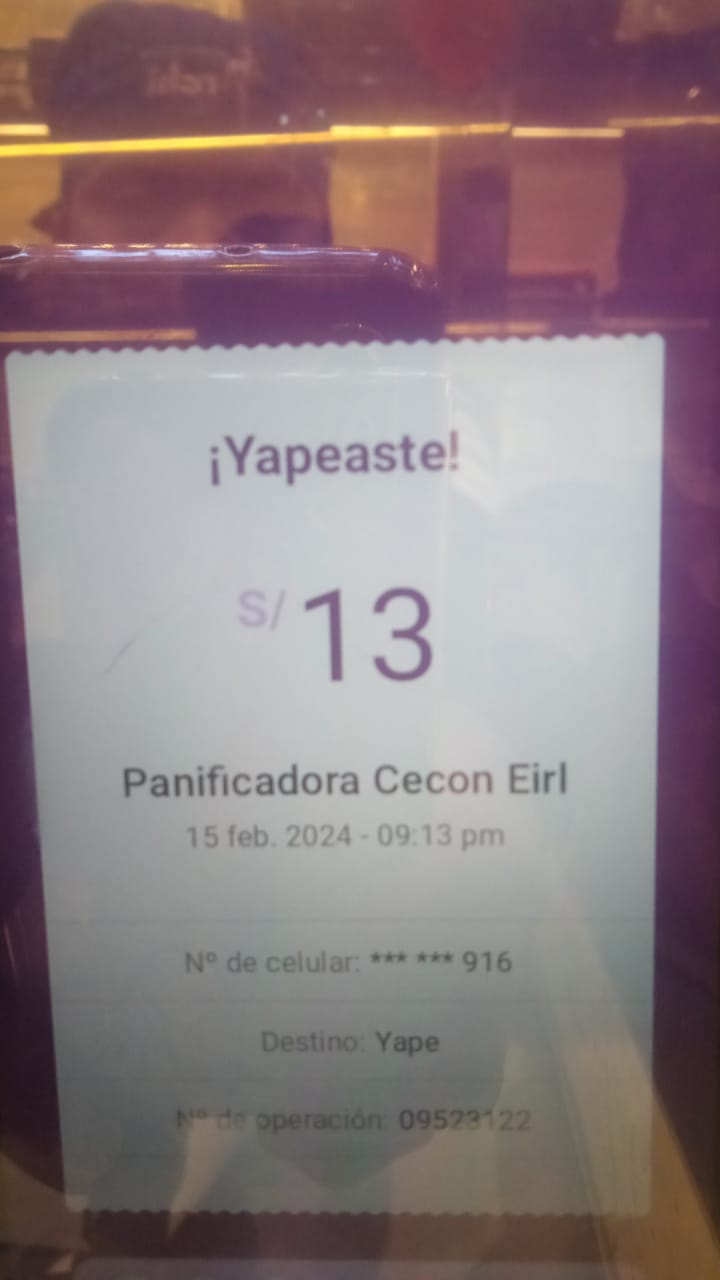 ¡Yapeaste!
S/ 13
Panificadora Cecon Eirl
15 feb. 2024 - 09:13 pm
Nº de celular: *** *** 916
Destino: Yape
Nº de operación: 09523122